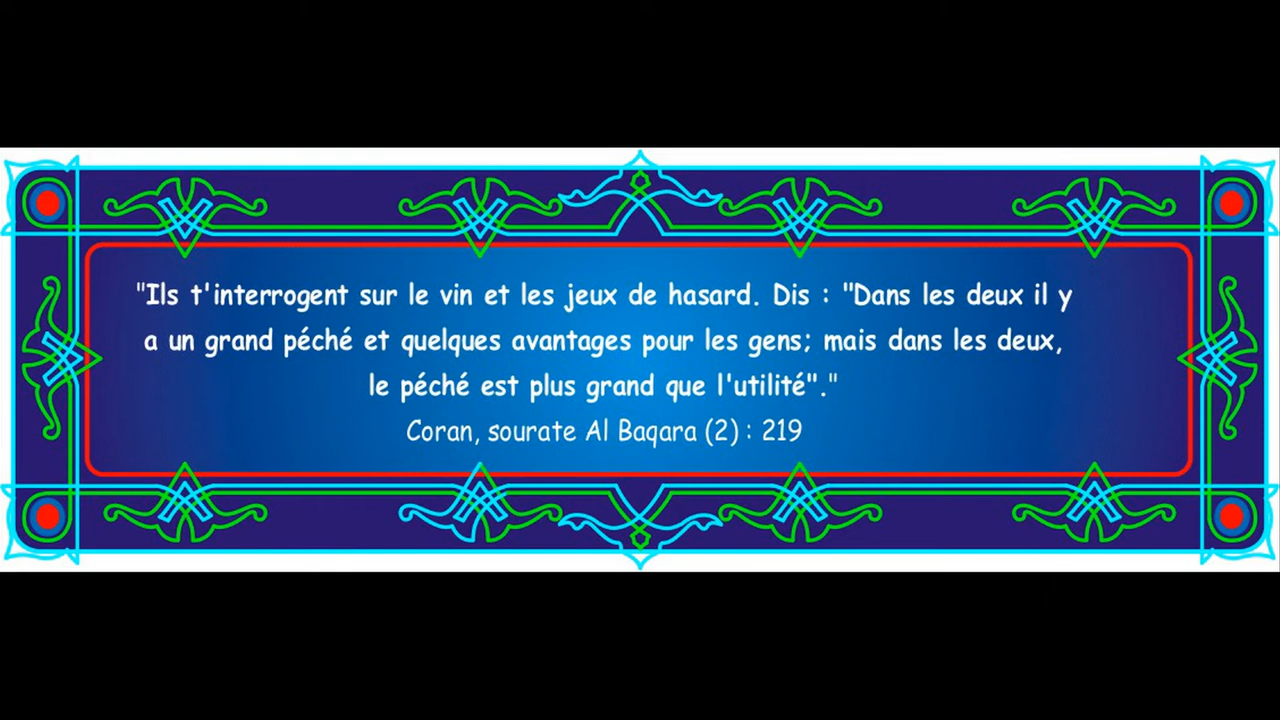 "Ils t'interrogent sur le vin et les jeux de hasard. Dis : "Dans les deux il y
a un grand péché et quelques avantages pour les gens; mais dans les deux,
le péché est plus grand que l'utilité"."
Coran, sourate Al Baqara (2) : 219